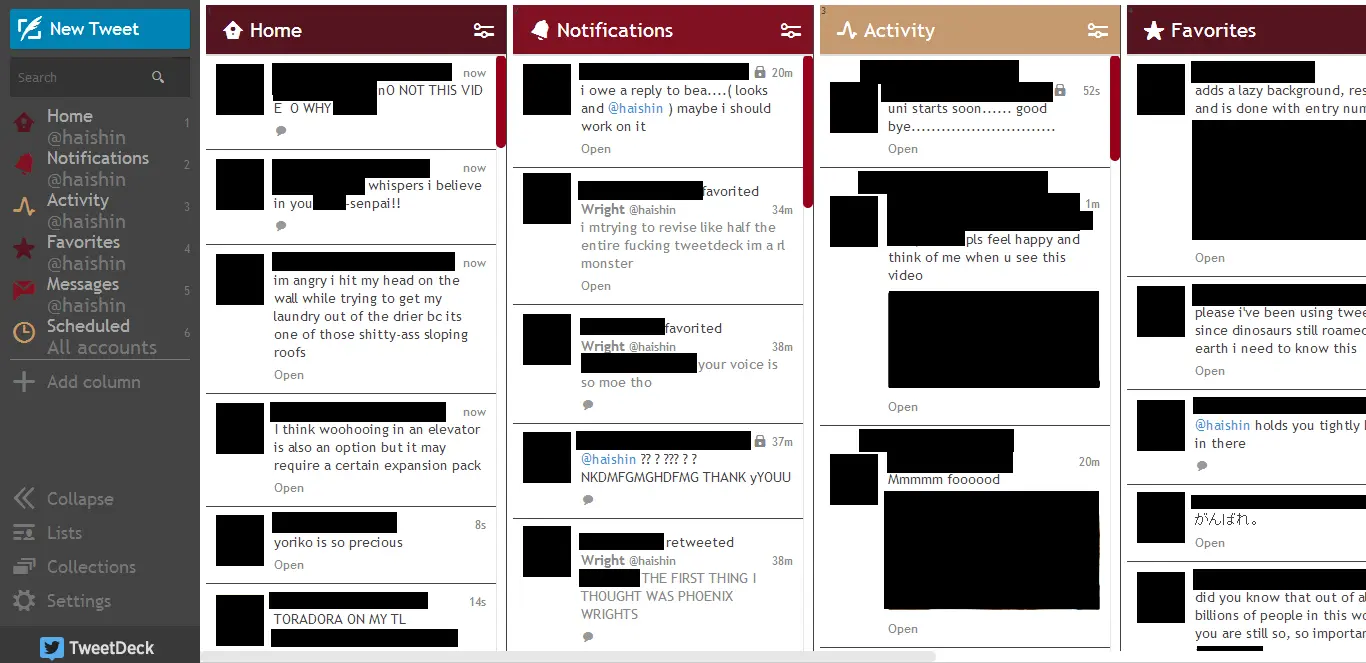 New Tweet
Search
Home 1
@haishin
Notifications 2
@haishin
Activity 3
@haishin
Favorites 4
@haishin
Messages 5
@haishin
Scheduled 6
All accounts
Add column
Collapse
Lists
Collections
Settings
TweetDeck
Home
now
nO NOT THIS VID
E O WHY
now
whispers i believe
in you -senpai!!
now
im angry i hit my head on the
wall while trying to get my
laundry out of the drier bc its
one of those shitty-ass sloping
roofs
Open
now
I think woohooing in an elevator
is also an option but it may
require a certain expansion pack
Open
8s
yoriko is so precious
Open
14s
TORADORA ON MY TL
Notifications
20m
i owe a reply to bea....( looks
and @haishin ) maybe i should
work on it
Open
favorited
Wright @haishin 34m
i mtrying to revise like half the
entire fucking tweetdeck im a rl
monster
Open
favorited
Wright @haishin 38m
your voice is
so moe tho
37m
@haishin ?? ? ??? ? ?
NKDMFGMGHDFMG THANK yYOUU
retweeted
Wright @haishin 38m
THE FIRST THING I
THOUGHT WAS PHOENIX
WRIGHTS
3
Activity
52s
uni starts soon...... good
bye............................
Open
1m
pls feel happy and
think of me when u see this
video
Open
20m
Mmmmm foooood
Open
Favorites
adds a lazy background, res
and is done with entry num
Open
please i've been using twee
since dinosaurs still roamed
earth i need to know this
Open
@haishin holds you tightly
in there
がんばれ。
Open
did you know that out of al
billions of people in this wo
you are still so, so importan